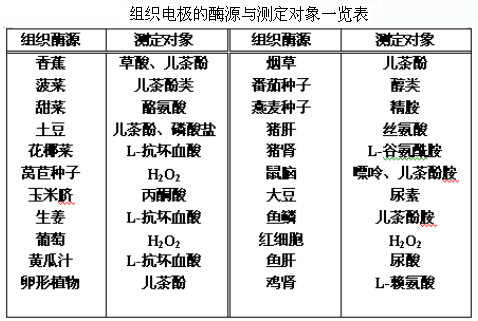 组织电极的酶源与测定对象一览表
组织酶源 测定对象 组织酶源 测定对象
香蕉 草酸、儿茶酚 烟草 儿茶酚
菠菜 儿茶酚类 番茄种子 醇类
甜菜 酪氨酸 燕麦种子 精胺
土豆 儿茶酚、磷酸盐 猪肝 丝氨酸
花椰菜 L-抗坏血酸 猪肾 L-谷氨酰胺
莴苣种子 H₂O₂ 鼠脑 嘌呤、儿茶酚胺
玉米脐 丙酮酸 大豆 尿素
生姜 L-抗坏血酸 鱼鳞 儿茶酚胺
葡萄 H₂O₂ 红细胞 H₂O₂
黄瓜汁 L-抗坏血酸 鱼肝 尿酸
卵形植物 儿茶酚 鸡肾 L-赖氨酸